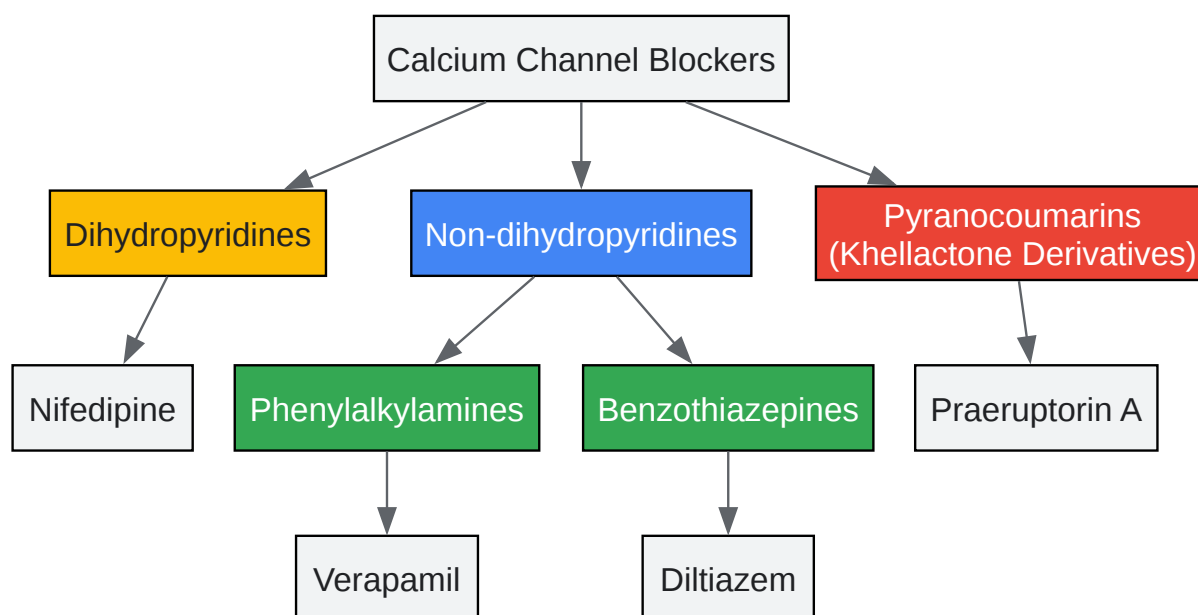 Calcium Channel Blockers
Dihydropyridines
Non-dihydropyridines
Pyranocoumarins
(Khellactone Derivatives)
Nifedipine
Phenylalkylamines
Benzothiazepines
Praeruptorin A
Verapamil
Diltiazem